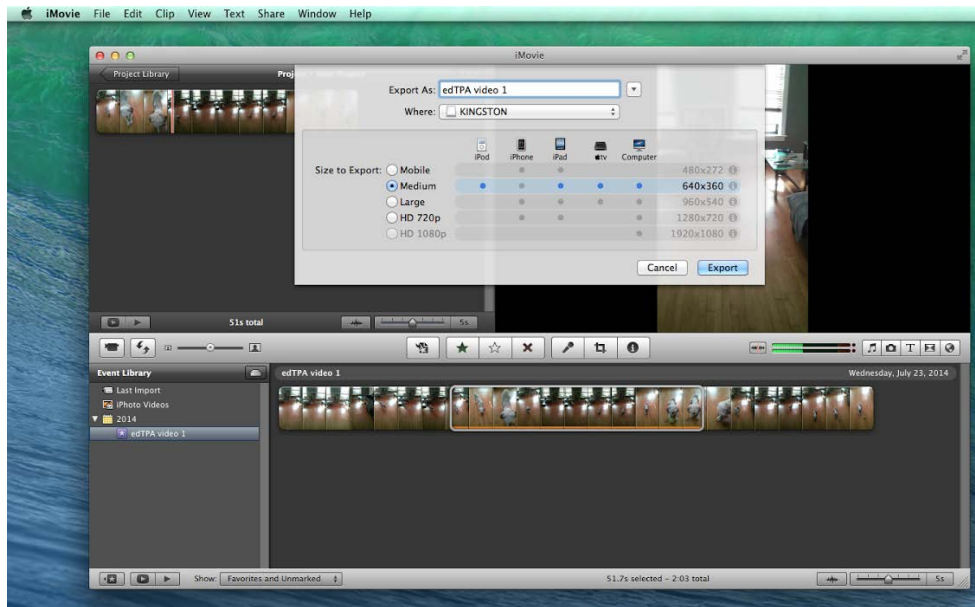 iMovie File Edit Clip View Text Share Window Help
iMovie
Project Library
Export As: edTPA video 1
Where: KINGSTON
iPod iPhone iPad tv Computer
Size to Export: Mobile 480x272
Medium 640x360
Large 960x540
HD 720p 1280x720
HD 1080p 1920x1080
Cancel Export
51s total 5s
Event Library edTPA video 1 Wednesday, July 23, 2014
Last Import
iPhoto Videos
2014
edTPA video 1
Show: Favorites and Unmarked 51.7s selected - 2:03 total 5s